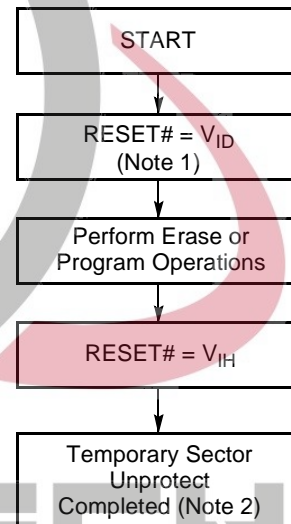 START
RESET# = VID
(Note 1)
Perform Erase or
Program Operations
RESET# = VIH
Temporary Sector
Unprotect
Completed (Note 2)